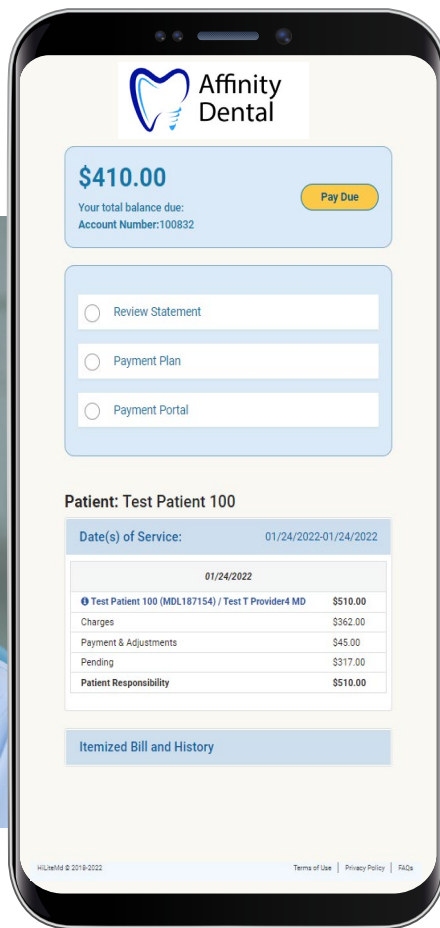 Affinity
Dental
$410.00
Your total balance due:
Account Number:100832
Pay Due
Review Statement
Payment Plan
Payment Portal
Patient: Test Patient 100
Date(s) of Service: 01/24/2022-01/24/2022
01/24/2022
Test Patient 100 (MDL187154) / Test T Provider4 MD $510.00
Charges $362.00
Payment & Adjustments $45.00
Pending $317.00
Patient Responsibility $510.00
Itemized Bill and History
HiLiteMd © 2018-2022 Terms of Use | Privacy Policy | FAQs